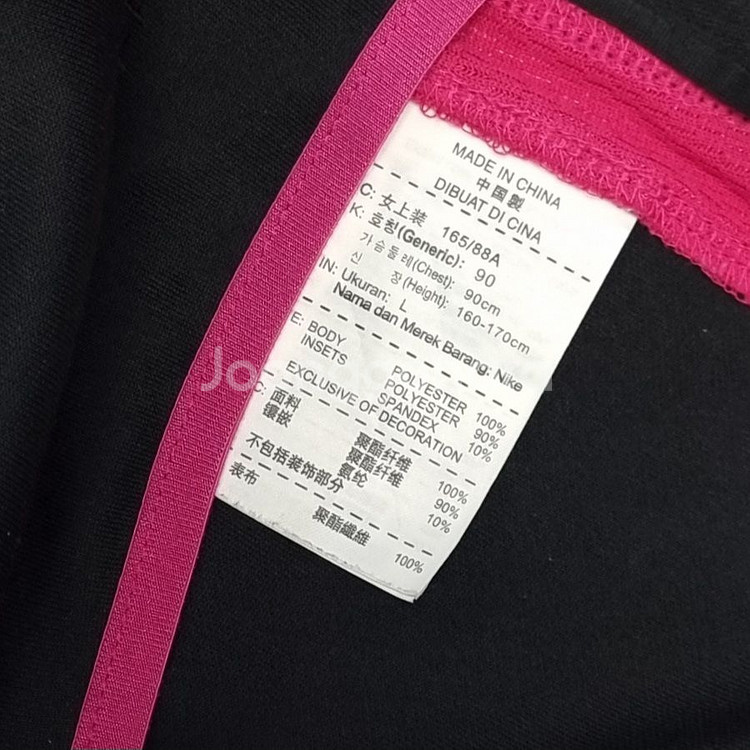 MADE IN CHINA
中国製
DIBUAT DI CINA
C: 女上装 165/88A
K: 호칭(Generic): 90
가슴둘레(Chest): 90cm
신 장(Height): 160-170cm
IN: Ukuran: L
Nama dan Merek Barang: Nike
E: BODY POLYESTER 100%
INSETS POLYESTER 90%
SPANDEX 10%
EXCLUSIVE OF DECORATION
C: 面料 聚酯纤维 100%
镶嵌 聚酯纤维 90%
氨纶 10%
不包括装饰部分
表布 聚酯纖維 100%